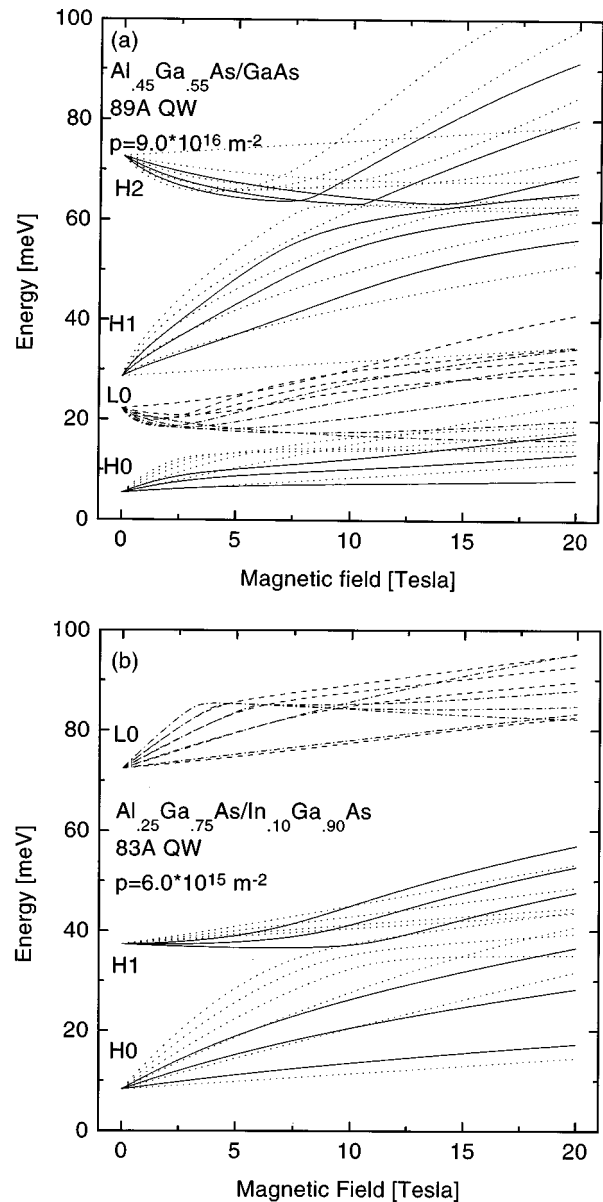 (a)
Al.45Ga.55As/GaAs
89A QW
p=9.0*10^16 m^-2
H2
H1
L0
H0
Energy [meV]
100
80
60
40
20
0
0 5 10 15 20
Magnetic field [Tesla]
(b)
L0
Al.25Ga.75As/In.10Ga.90As
83A QW
p=6.0*10^15 m^-2
H1
H0
Energy [meV]
100
80
60
40
20
0
0 5 10 15 20
Magnetic Field [Tesla]